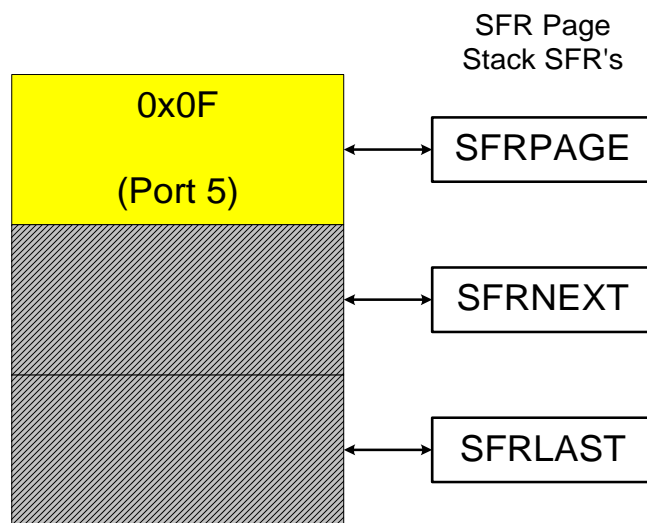 SFR Page
Stack SFR's
0x0F
(Port 5)
SFRPAGE
SFRNEXT
SFRLAST